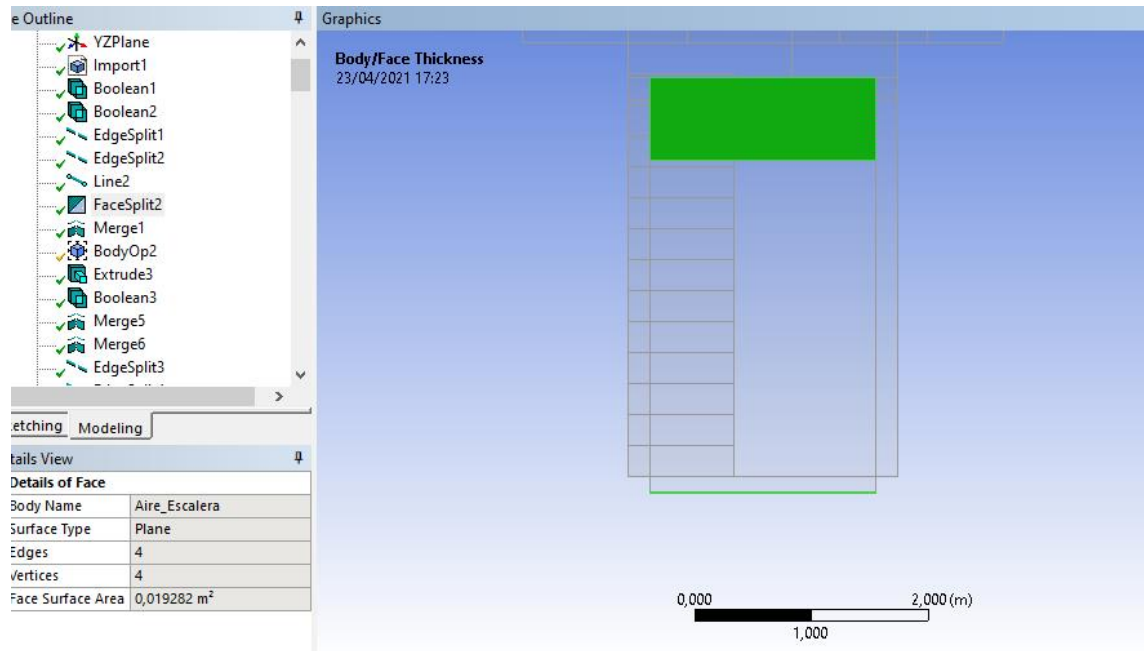 e Outline
YZPlane
Import1
Boolean1
Boolean2
EdgeSplit1
EdgeSplit2
Line2
FaceSplit2
Merge1
BodyOp2
Extrude3
Boolean3
Merge5
Merge6
EdgeSplit3
etching Modeling
tails View
Details of Face
Body Name Aire_Escalera
Surface Type Plane
Edges 4
Vertices 4
Face Surface Area 0,019282 m²
Graphics
Body/Face Thickness
23/04/2021 17:23
0,000 2,000 (m)
1,000